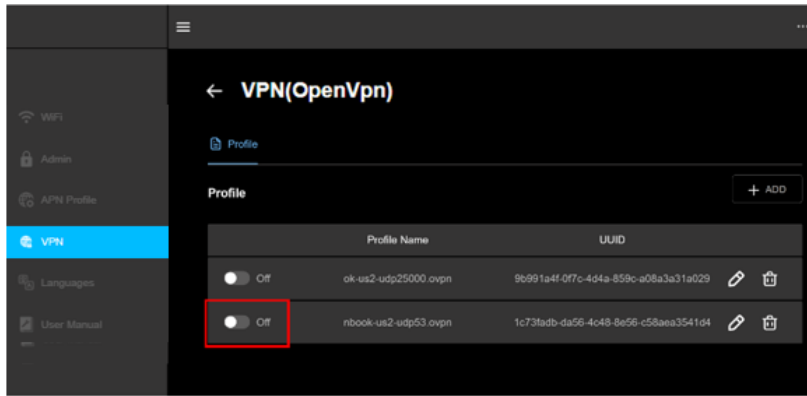 VPN(OpenVpn)
WiFi
Profile
Admin
APN Profile
Profile
+ ADD
VPN
Profile Name UUID
Off ok-us2-udp25000.ovpn 9b991a4f-0f7c-4d4a-859c-a08a3a31a029
Languages
User Manual
Off nbook-us2-udp53.ovpn 1c73fadb-da56-4c48-8e56-c58aea3541d4